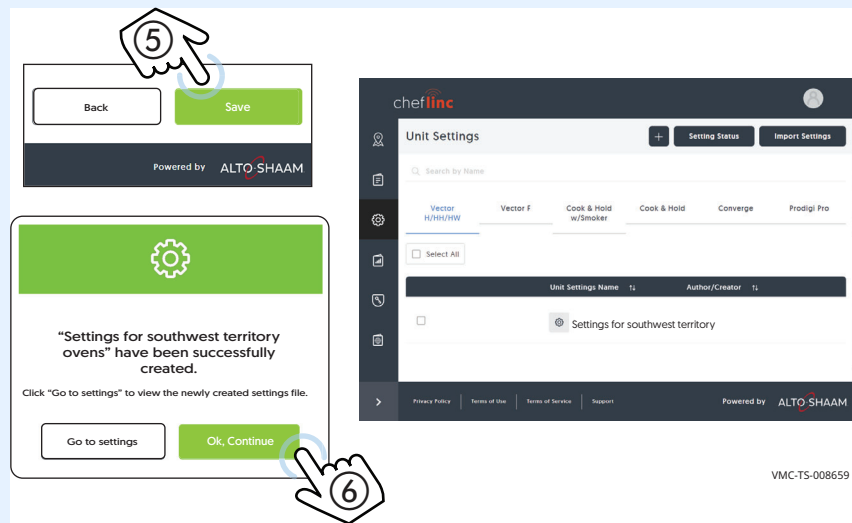 5
Back
Save
Powered by ALTO-SHAAM
“Settings for southwest territory
ovens” have been successfully
created.
Click “Go to settings” to view the newly created settings file.
Go to settings
Ok, Continue
6
cheflinc
Unit Settings
+
Setting Status
Import Settings
Search by Name
Vector
H/HH/HW
Vector F
Cook & Hold
w/Smoker
Cook & Hold
Converge
Prodigi Pro
Select All
Unit Settings Name
Author/Creator
Settings for southwest territory
Privacy Policy
Terms of Use
Terms of Service
Support
Powered by ALTO-SHAAM
VMC-TS-008659